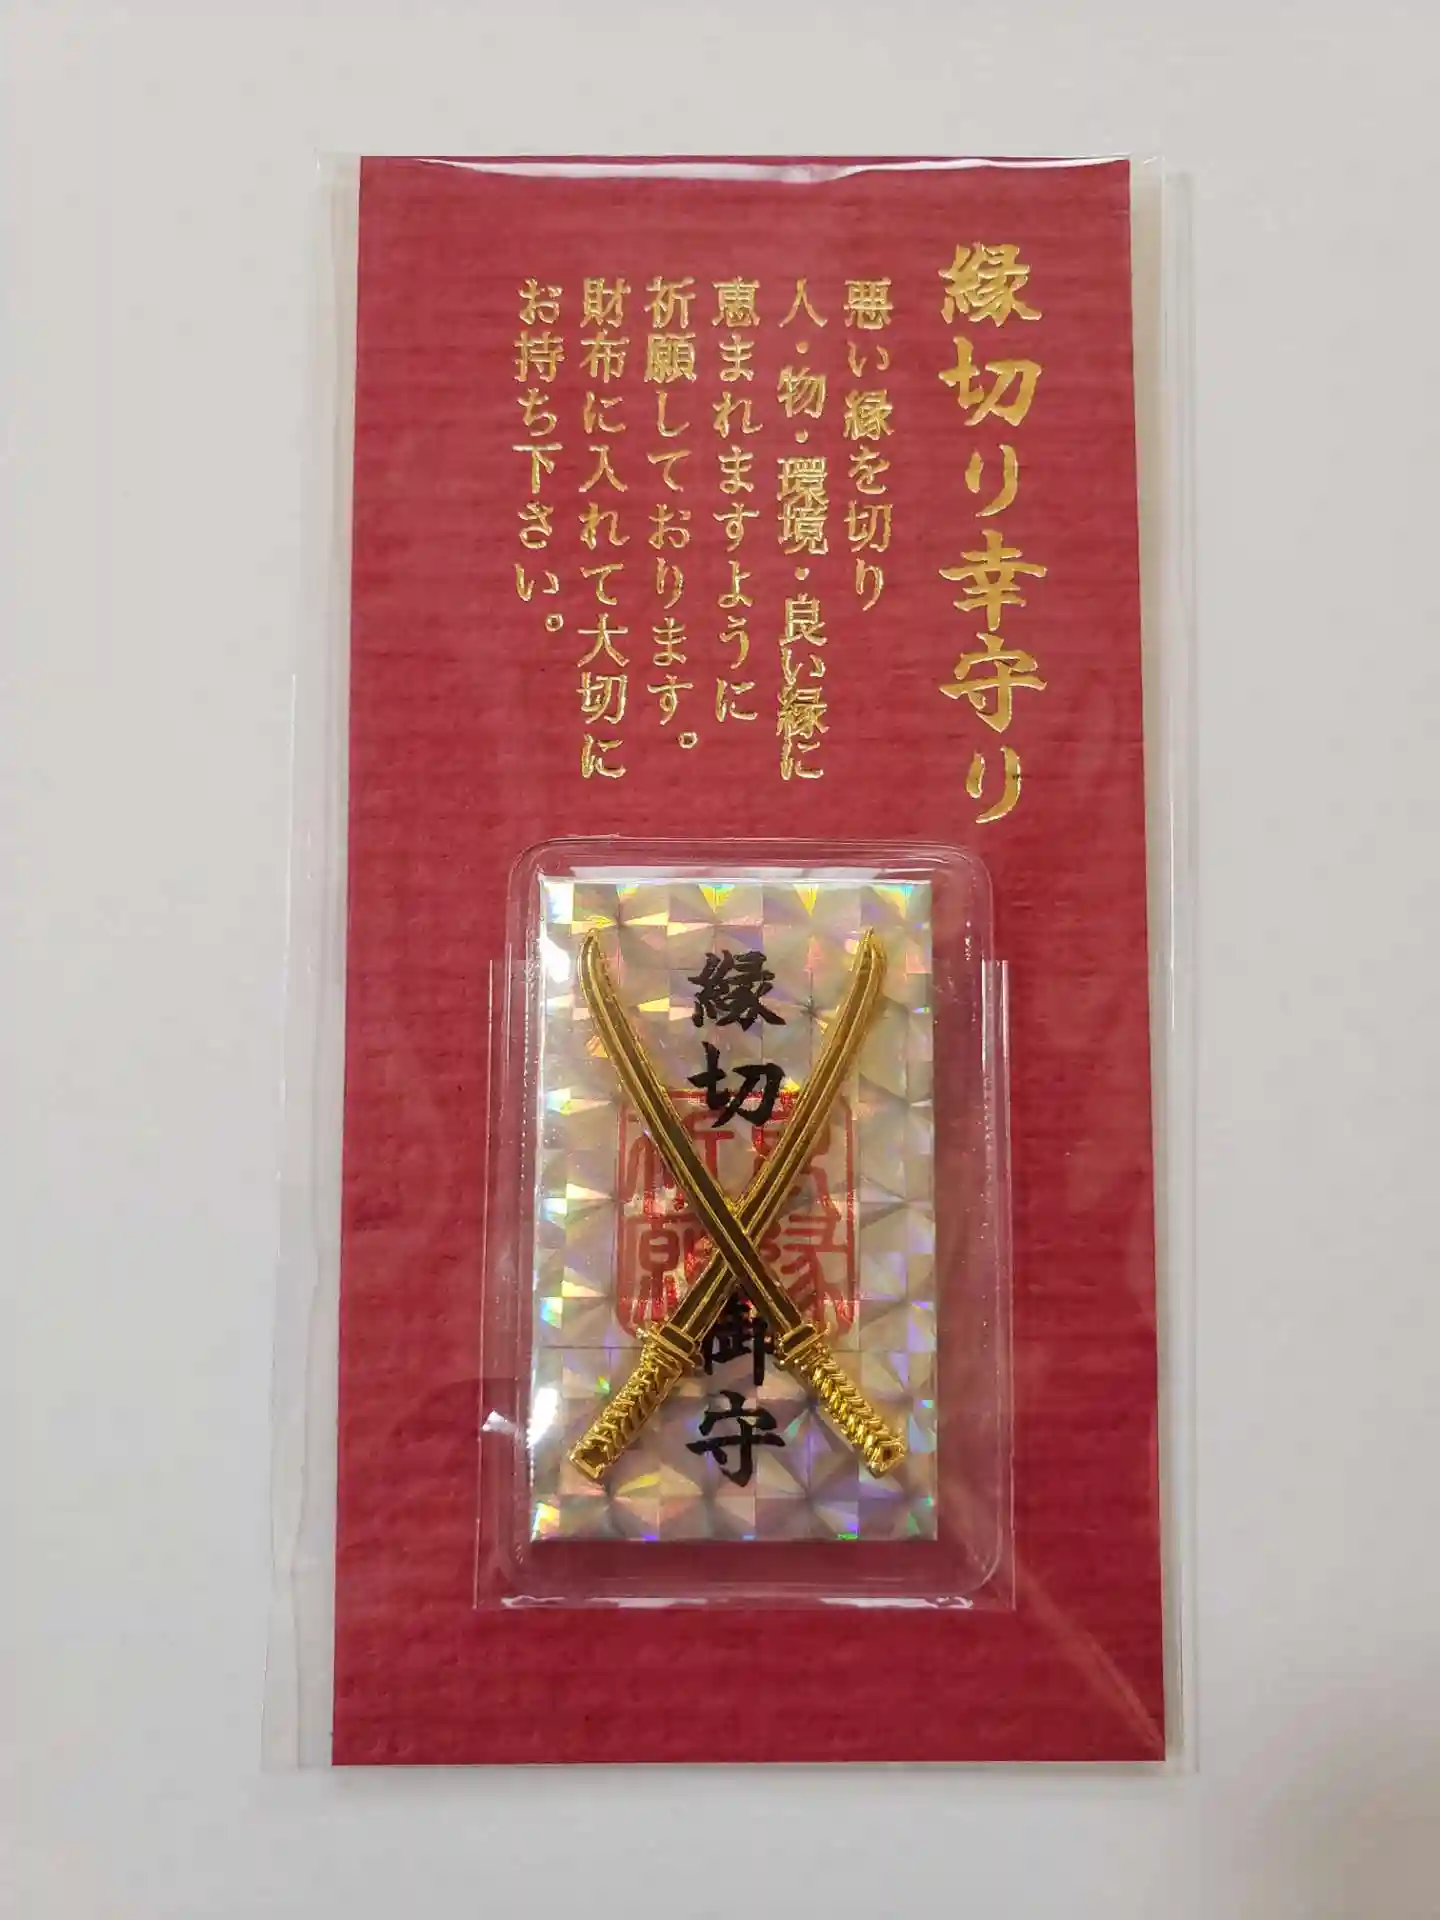 縁切り幸守り
悪い縁を切り
人・物・環境・良い縁に
恵まれますように
祈願しております。
財布に入れて大切に
お持ち下さい。
縁切
御守